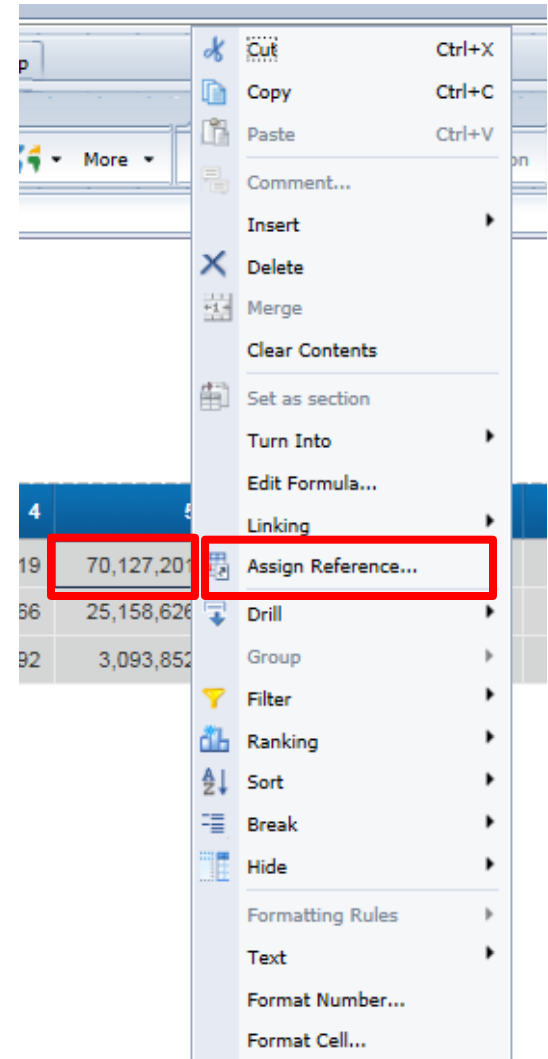 p
Cut Ctrl+X
Copy Ctrl+C
Paste Ctrl+V
More
on
Comment...
Insert
Delete
Merge
Clear Contents
Set as section
Turn Into
Edit Formula...
4 5
Linking
19 70,127,201 Assign Reference...
66 25,158,626 Drill
92 3,093,852 Group
Filter
Ranking
Sort
Break
Hide
Formatting Rules
Text
Format Number...
Format Cell...